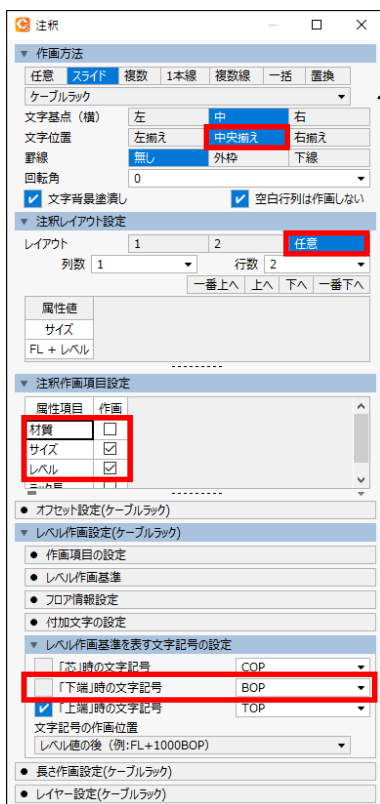 注釈
作画方法
任意 スライド 複数 1本線 複数線 一括 置換
ケーブルラック
文字基点（横） 左 中 右
文字位置 左揃え 中央揃え 右揃え
罫線 無し 外枠 下線
回転角 0
文字背景塗潰し 空白行列は作画しない
注釈レイアウト設定
レイアウト 1 2 任意
列数 1 行数 2
一番上へ 上へ 下へ 一番下へ
属性値
サイズ
FL + レベル
注釈作画項目設定
属性項目 作画
材質
サイズ
レベル
オフセット設定(ケーブルラック)
レベル作画設定(ケーブルラック)
作画項目の設定
レベル作画基準
フロア情報設定
付加文字の設定
レベル作画基準を表す文字記号の設定
「芯」時の文字記号 COP
「下端」時の文字記号 BOP
「上端」時の文字記号 TOP
文字記号の作画位置
レベル値の後（例:FL+1000BOP）
長さ作画設定(ケーブルラック)
レイヤー設定(ケーブルラック)